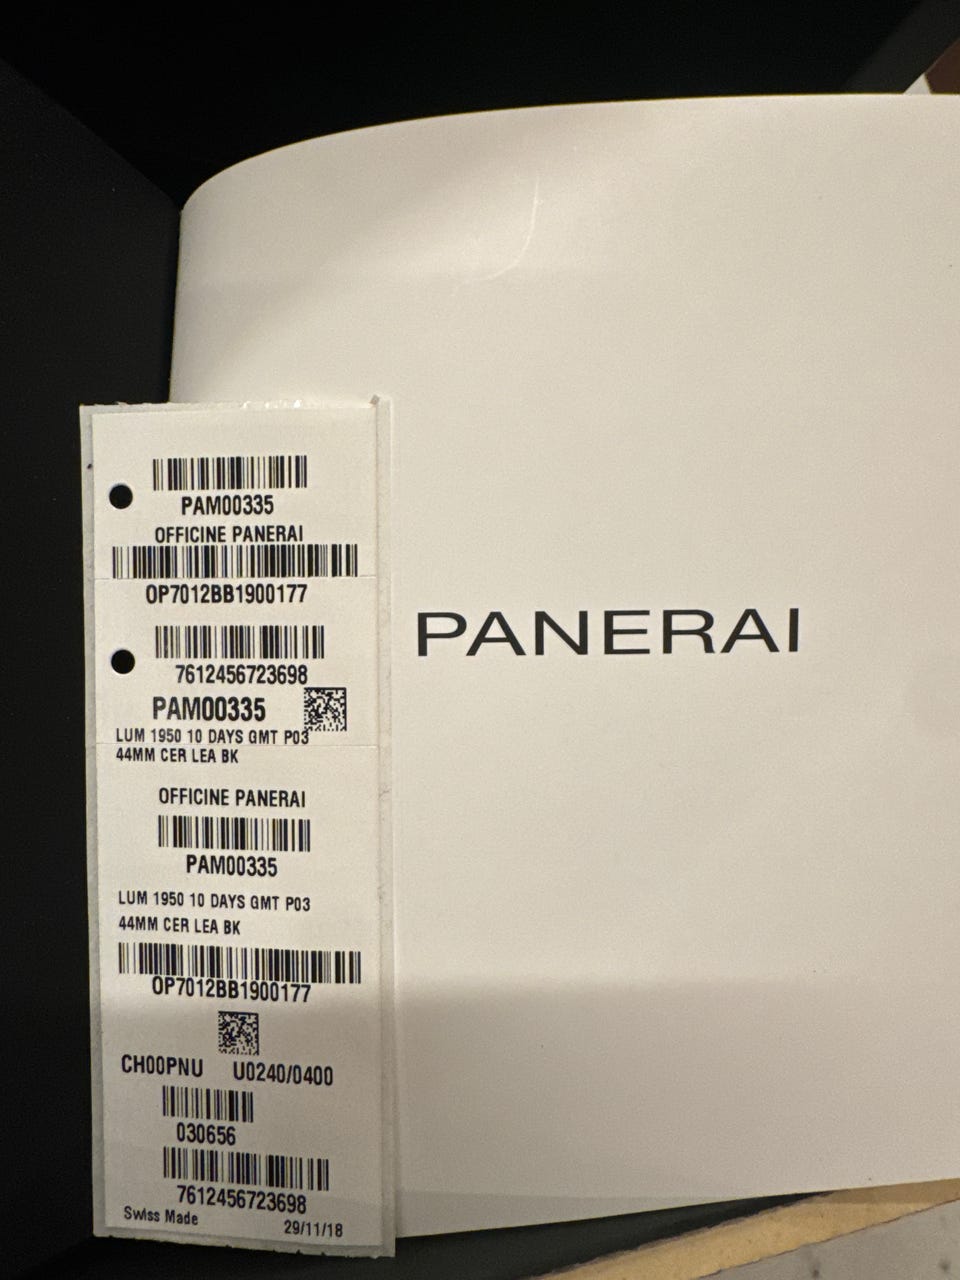 PAM00335
OFFICINE PANERAI
OP7012BB1900177
7612456723698
PAM00335
LUM 1950 10 DAYS GMT P03
44MM CER LEA BK
OFFICINE PANERAI
PAM00335
LUM 1950 10 DAYS GMT P03
44MM CER LEA BK
OP7012BB1900177
CH00PNU U0240/0400
030656
7612456723698
Swiss Made 29/11/18
PANERAI